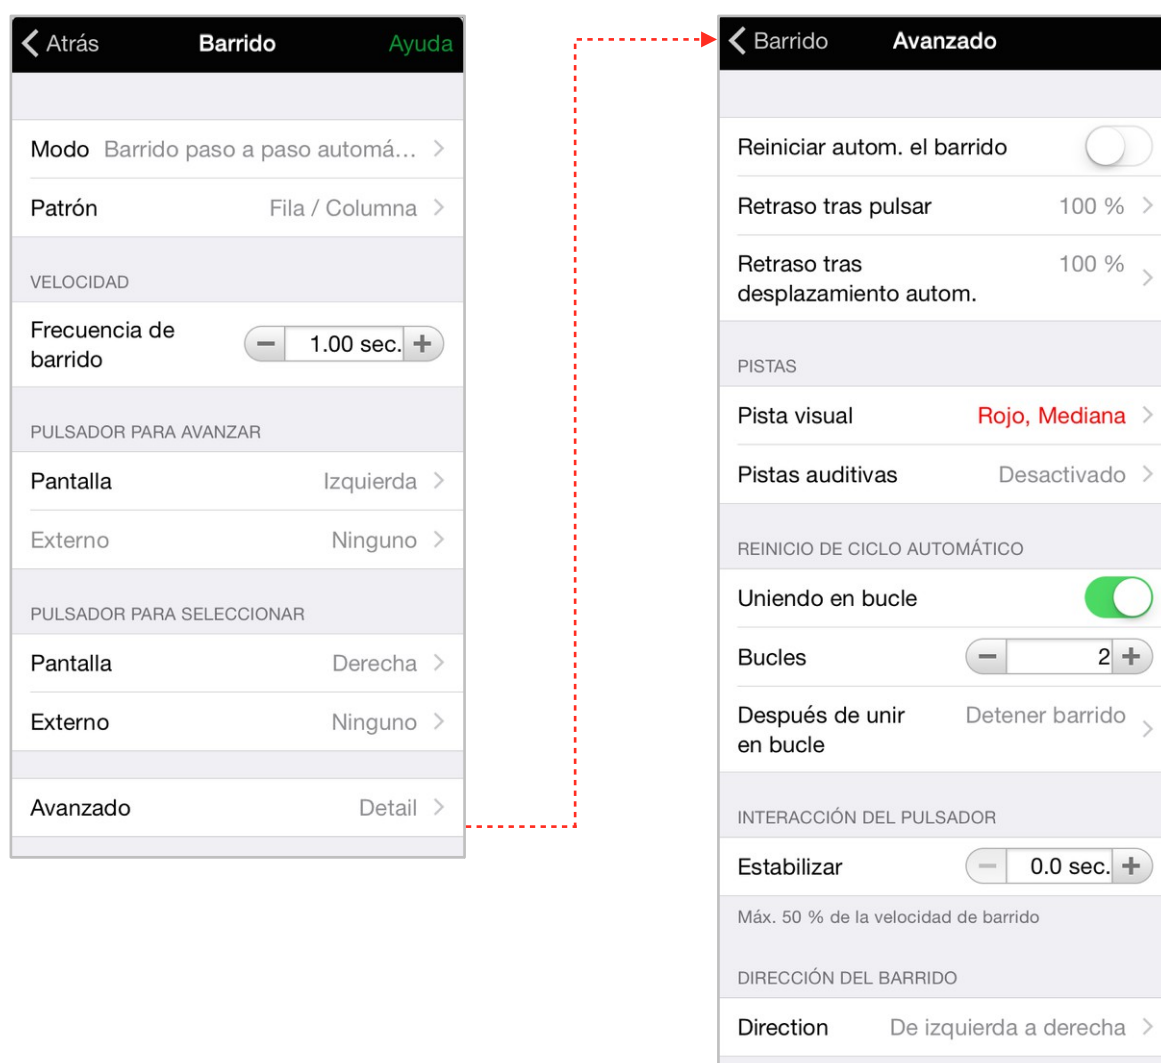 Atrás Barrido Ayuda
Modo Barrido paso a paso automá...
Patrón Fila / Columna
VELOCIDAD
Frecuencia de
barrido
− 1.00 sec. +
PULSADOR PARA AVANZAR
Pantalla Izquierda
Externo Ninguno
PULSADOR PARA SELECCIONAR
Pantalla Derecha
Externo Ninguno
Avanzado Detail
Barrido Avanzado
Reiniciar autom. el barrido
Retraso tras pulsar 100 %
Retraso tras 100 %
desplazamiento autom.
PISTAS
Pista visual Rojo, Mediana
Pistas auditivas Desactivado
REINICIO DE CICLO AUTOMÁTICO
Uniendo en bucle
Bucles − 2 +
Después de unir Detener barrido
en bucle
INTERACCIÓN DEL PULSADOR
Estabilizar − 0.0 sec. +
Máx. 50 % de la velocidad de barrido
DIRECCIÓN DEL BARRIDO
Direction De izquierda a derecha